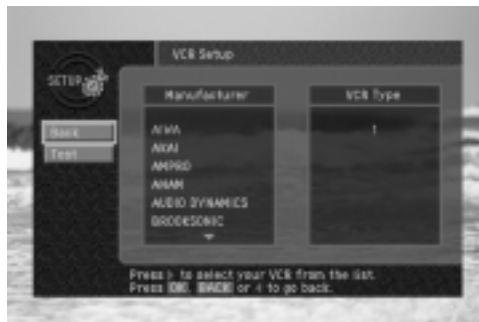 VCR Setup
SETUP
Manufacturer
VCR Type
Back
Test
AIWA
AKAI
AMPRO
ANAM
AUDIO DYNAMICS
BROOKSONIC
1
Press › to select your VCR from the list.
Press OK, BACK or ‹ to go back.